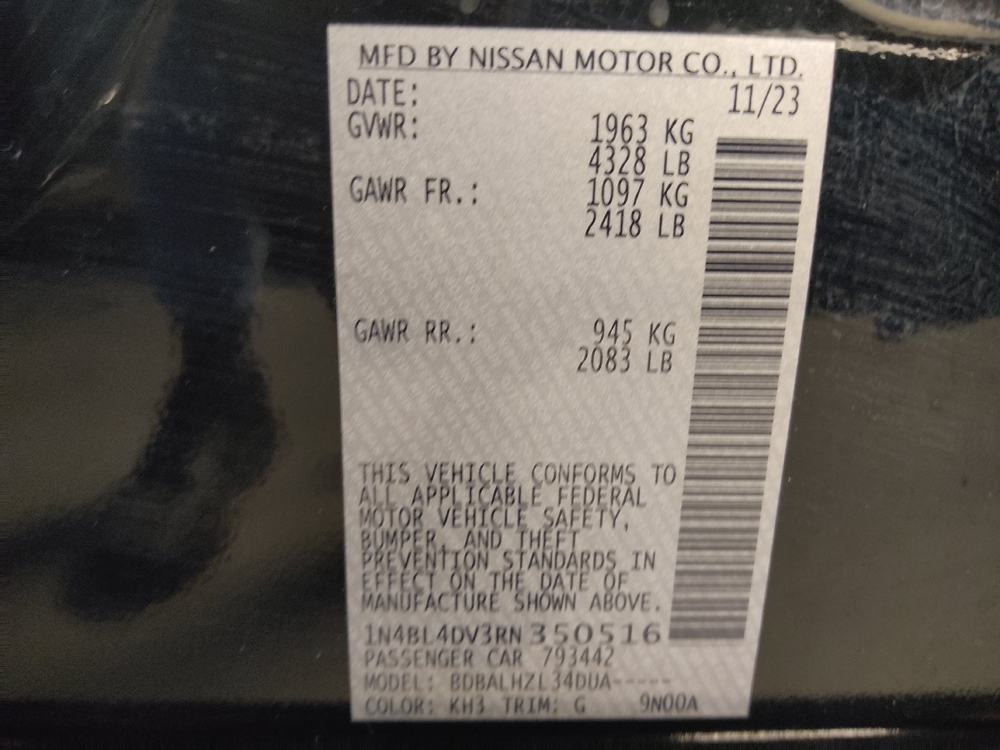 MFD BY NISSAN MOTOR CO., LTD.
DATE: 11/23
GVWR: 1963 KG
4328 LB
GAWR FR.: 1097 KG
2418 LB
GAWR RR.: 945 KG
2083 LB
THIS VEHICLE CONFORMS TO
ALL APPLICABLE FEDERAL
MOTOR VEHICLE SAFETY,
BUMPER, AND THEFT
PREVENTION STANDARDS IN
EFFECT ON THE DATE OF
MANUFACTURE SHOWN ABOVE.
1N4BL4DV3RN350516
PASSENGER CAR 793442
MODEL: BDBALHZL34DUA-----
COLOR: KH3 TRIM: G 9N00A